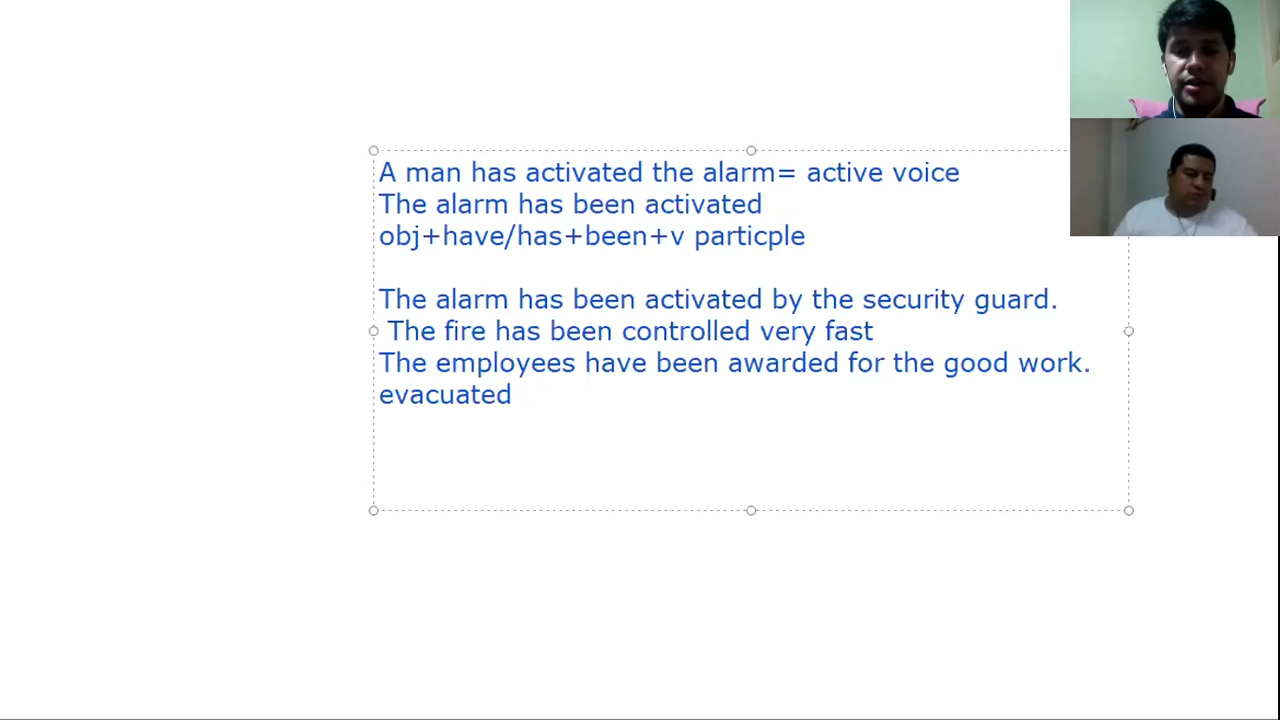 A man has activated the alarm= active voice
The alarm has been activated
obj+have/has+been+v particple
The alarm has been activated by the security guard.
The fire has been controlled very fast
The employees have been awarded for the good work.
evacuated